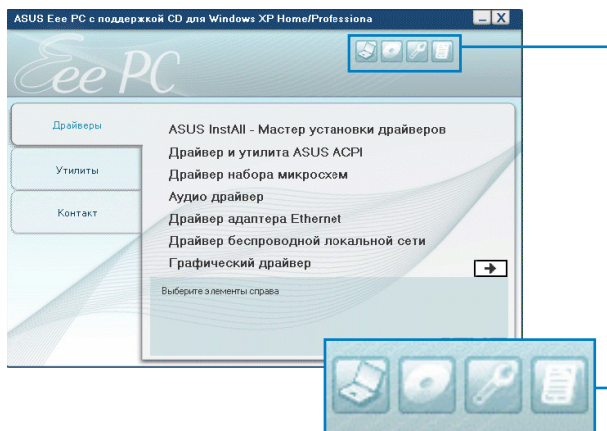 ASUS Eee PC с поддержкой CD для Windows XP Home/Professiona
Eee PC
Драйверы
Утилиты
Контакт
ASUS InstAll - Мастер установки драйверов
Драйвер и утилита ASUS ACPI
Драйвер набора микросхем
Аудио драйвер
Драйвер адаптера Ethernet
Драйвер беспроводной локальной сети
Графический драйвер
Выберите элементы справа